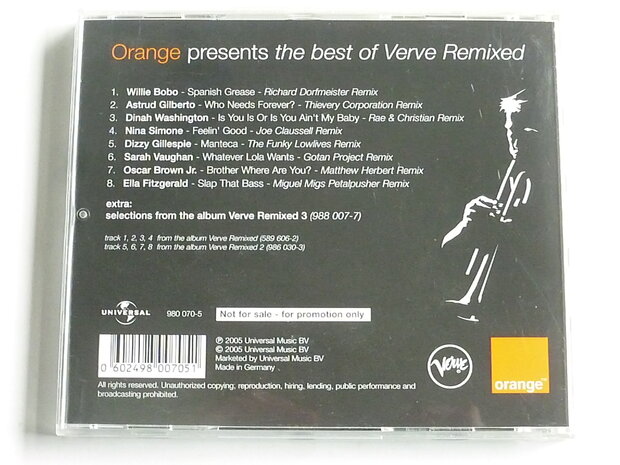 Orange presents the best of Verve Remixed
1. Willie Bobo - Spanish Grease - Richard Dorfmeister Remix
2. Astrud Gilberto - Who Needs Forever? - Thievery Corporation Remix
3. Dinah Washington - Is You Is Or Is You Ain't My Baby - Rae & Christian Remix
4. Nina Simone - Feelin' Good - Joe Claussell Remix
5. Dizzy Gillespie - Manteca - The Funky Lowlives Remix
6. Sarah Vaughan - Whatever Lola Wants - Gotan Project Remix
7. Oscar Brown Jr. - Brother Where Are You? - Matthew Herbert Remix
8. Ella Fitzgerald - Slap That Bass - Miguel Migs Petalpusher Remix
extra:
selections from the album Verve Remixed 3 (988 007-7)
track 1, 2, 3, 4 from the album Verve Remixed (589 606-2)
track 5, 6, 7, 8 from the album Verve Remixed 2 (986 030-3)
UNIVERSAL
980 070-5
Not for sale - for promotion only
0 602498 007051
℗ 2005 Universal Music BV
© 2005 Universal Music BV
Marketed by Universal Music BV
Made in Germany
Verve
orange™
All rights reserved. Unauthorized copying, reproduction, hiring, lending, public performance and
broadcasting prohibited.